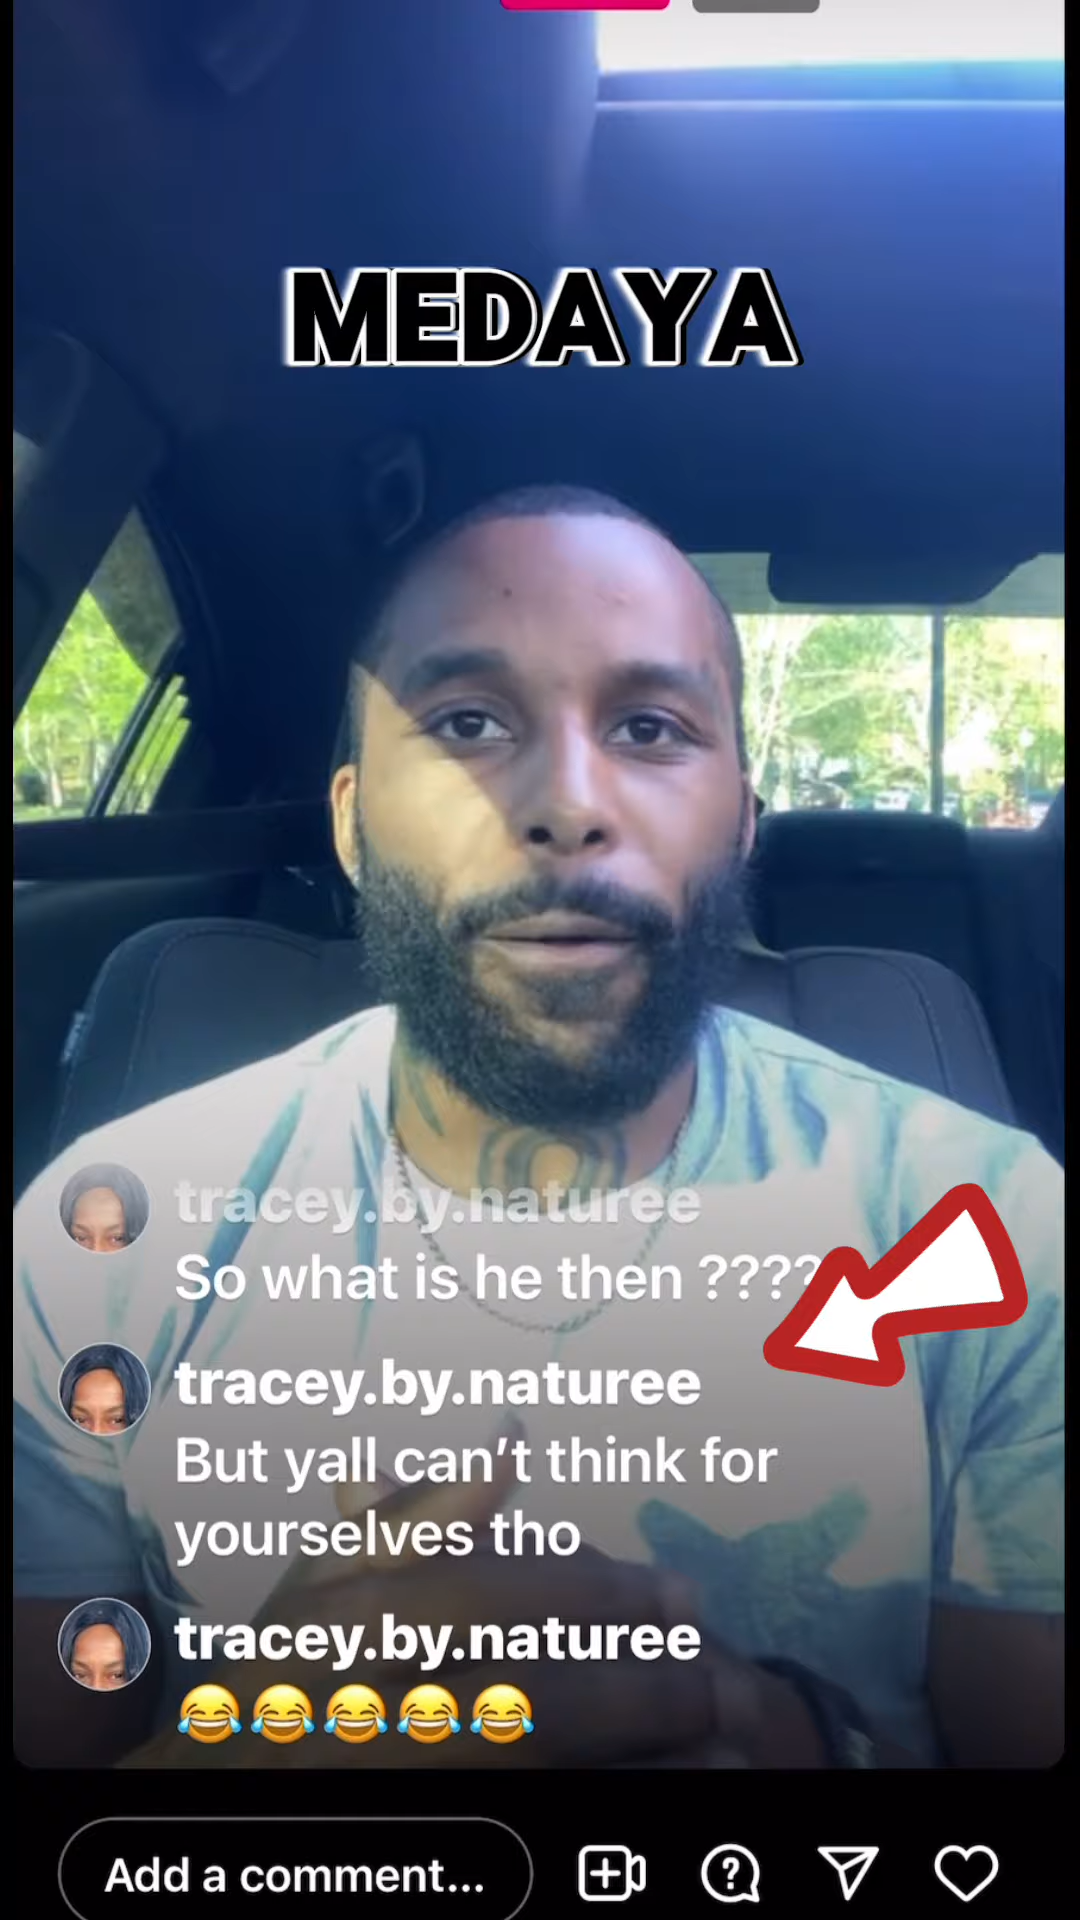 MEDAYA
tracey.by.naturee
So what is he then ????
tracey.by.naturee
But yall can't think for
yourselves tho
tracey.by.naturee
😂😂😂😂😂
Add a comment...